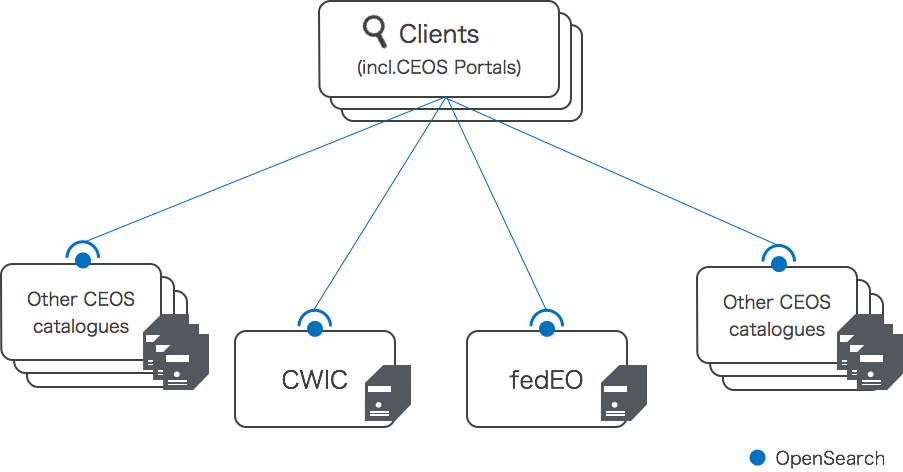 Clients
(incl.CEOS Portals)
Other CEOS
catalogues
CWIC
fedEO
Other CEOS
catalogues
OpenSearch